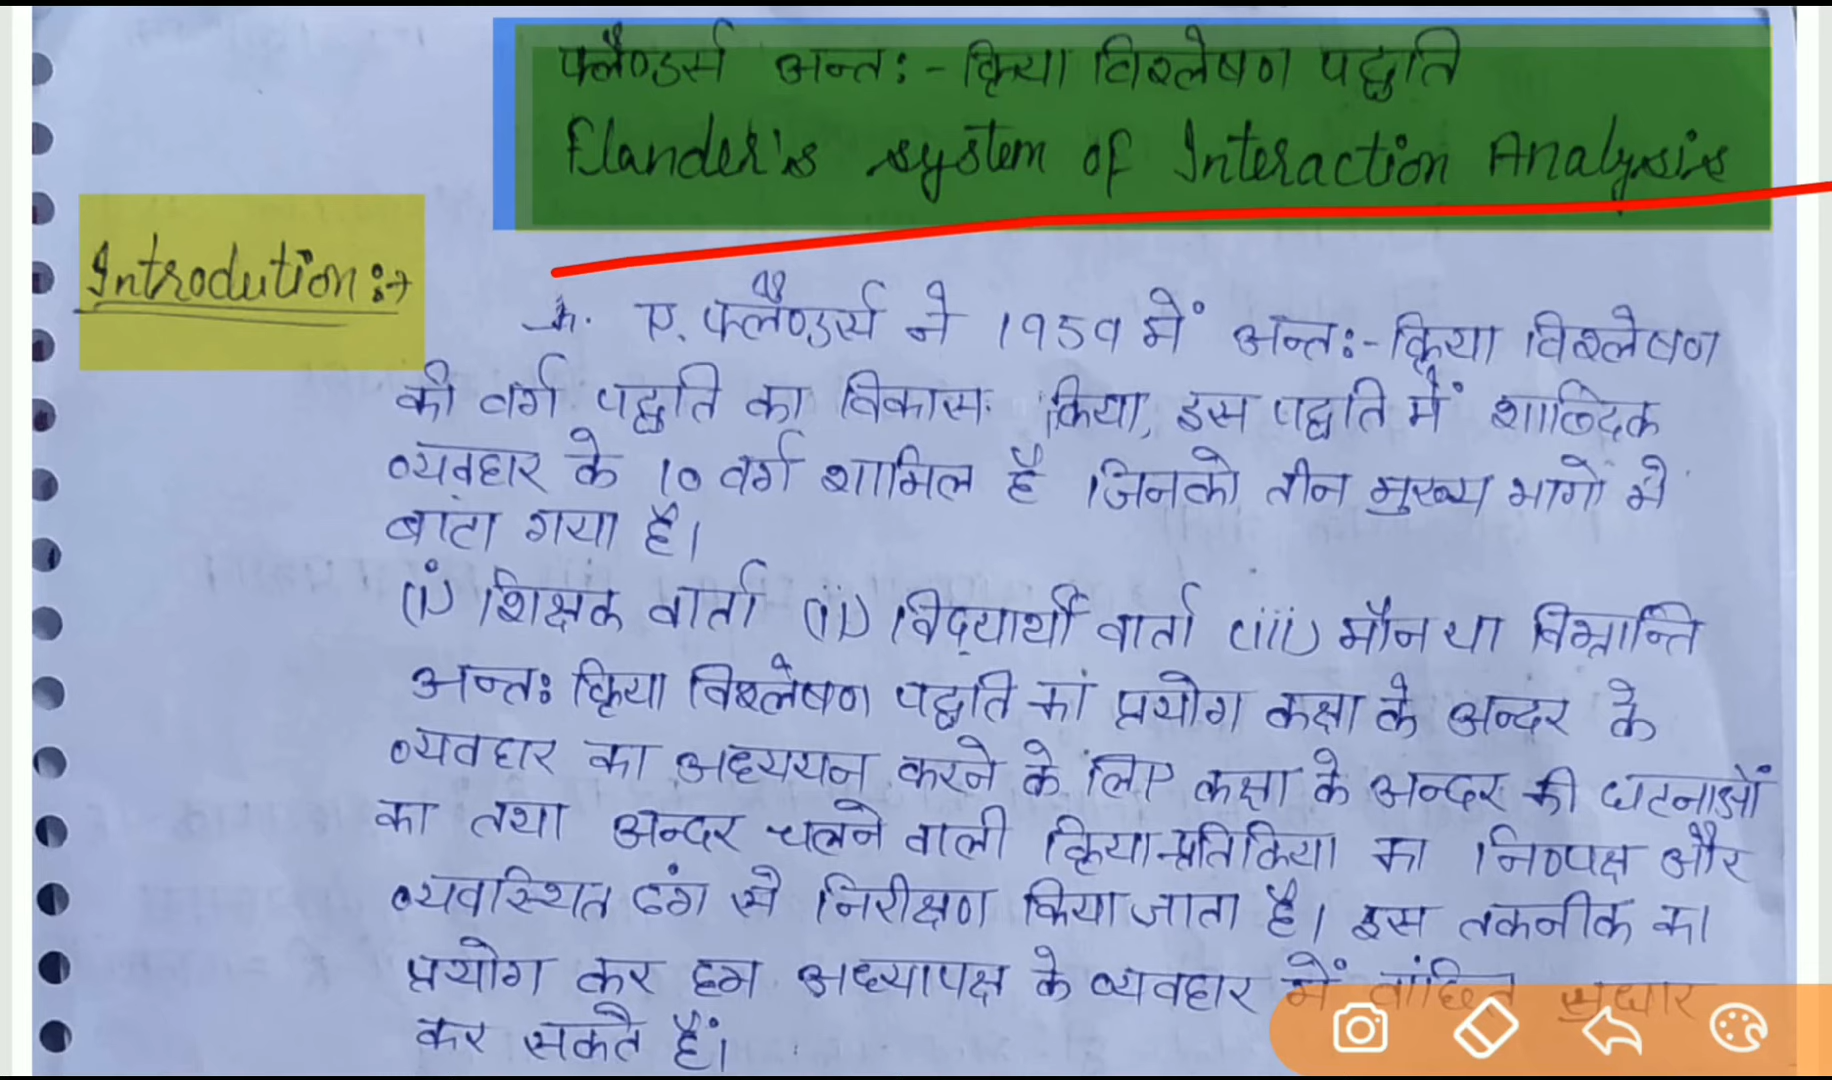 फ्लैण्डर्स अन्तः-क्रिया विश्लेषण पद्धति
Flander's system of Interaction Analysis
Introdution :→
ए. फ्लैण्डर्स ने 1959 में अन्तः-क्रिया विश्लेषण
की वर्ग पद्धति का विकास किया, इस पद्धति में शाब्दिक
व्यवहार के 10 वर्ग शामिल है जिनको तीन मुख्य भागों मे
बाटा गया है।
(i) शिक्षक वार्ता (ii) विद्यार्थी वार्ता (iii) मौन या विभ्रान्ति
अन्तः क्रिया विश्लेषण पद्धति का प्रयोग कक्षा के अन्दर के
व्यवहार का अध्ययन करने के लिए कक्षा के अन्दर की घटनाओं
का तथा अन्दर चलने वाली क्रिया-प्रतिक्रिया का निष्पक्ष और
व्यवस्थित ढंग से निरीक्षण किया जाता है। इस तकनीक का
प्रयोग कर हम अध्यापक्ष के व्यवहार में वांछित सुधार
कर सकते हैं।